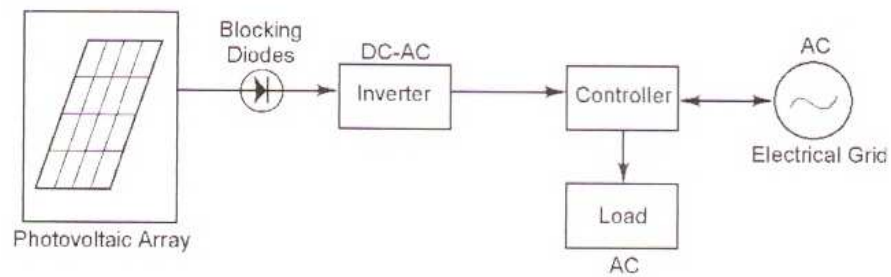 Blocking
Diodes
DC-AC
Inverter
Controller
AC
Electrical Grid
Photovoltaic Array
Load
AC